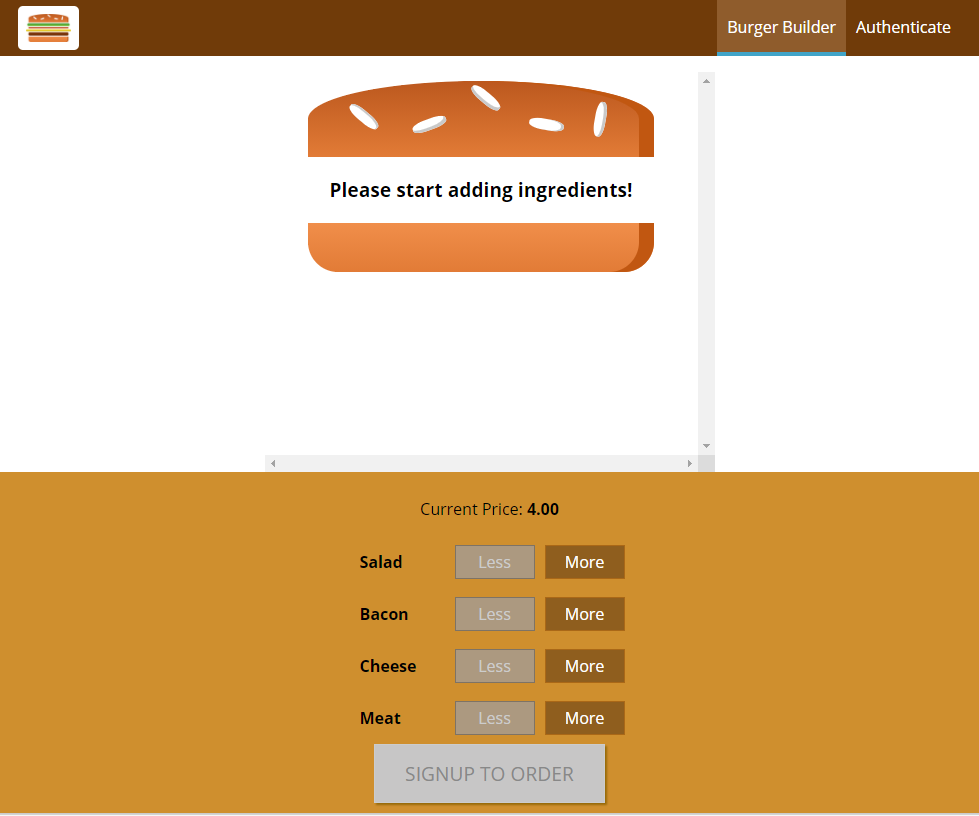 Burger Builder Authenticate
Please start adding ingredients!
Current Price: 4.00
Salad Less More
Bacon Less More
Cheese Less More
Meat Less More
SIGNUP TO ORDER